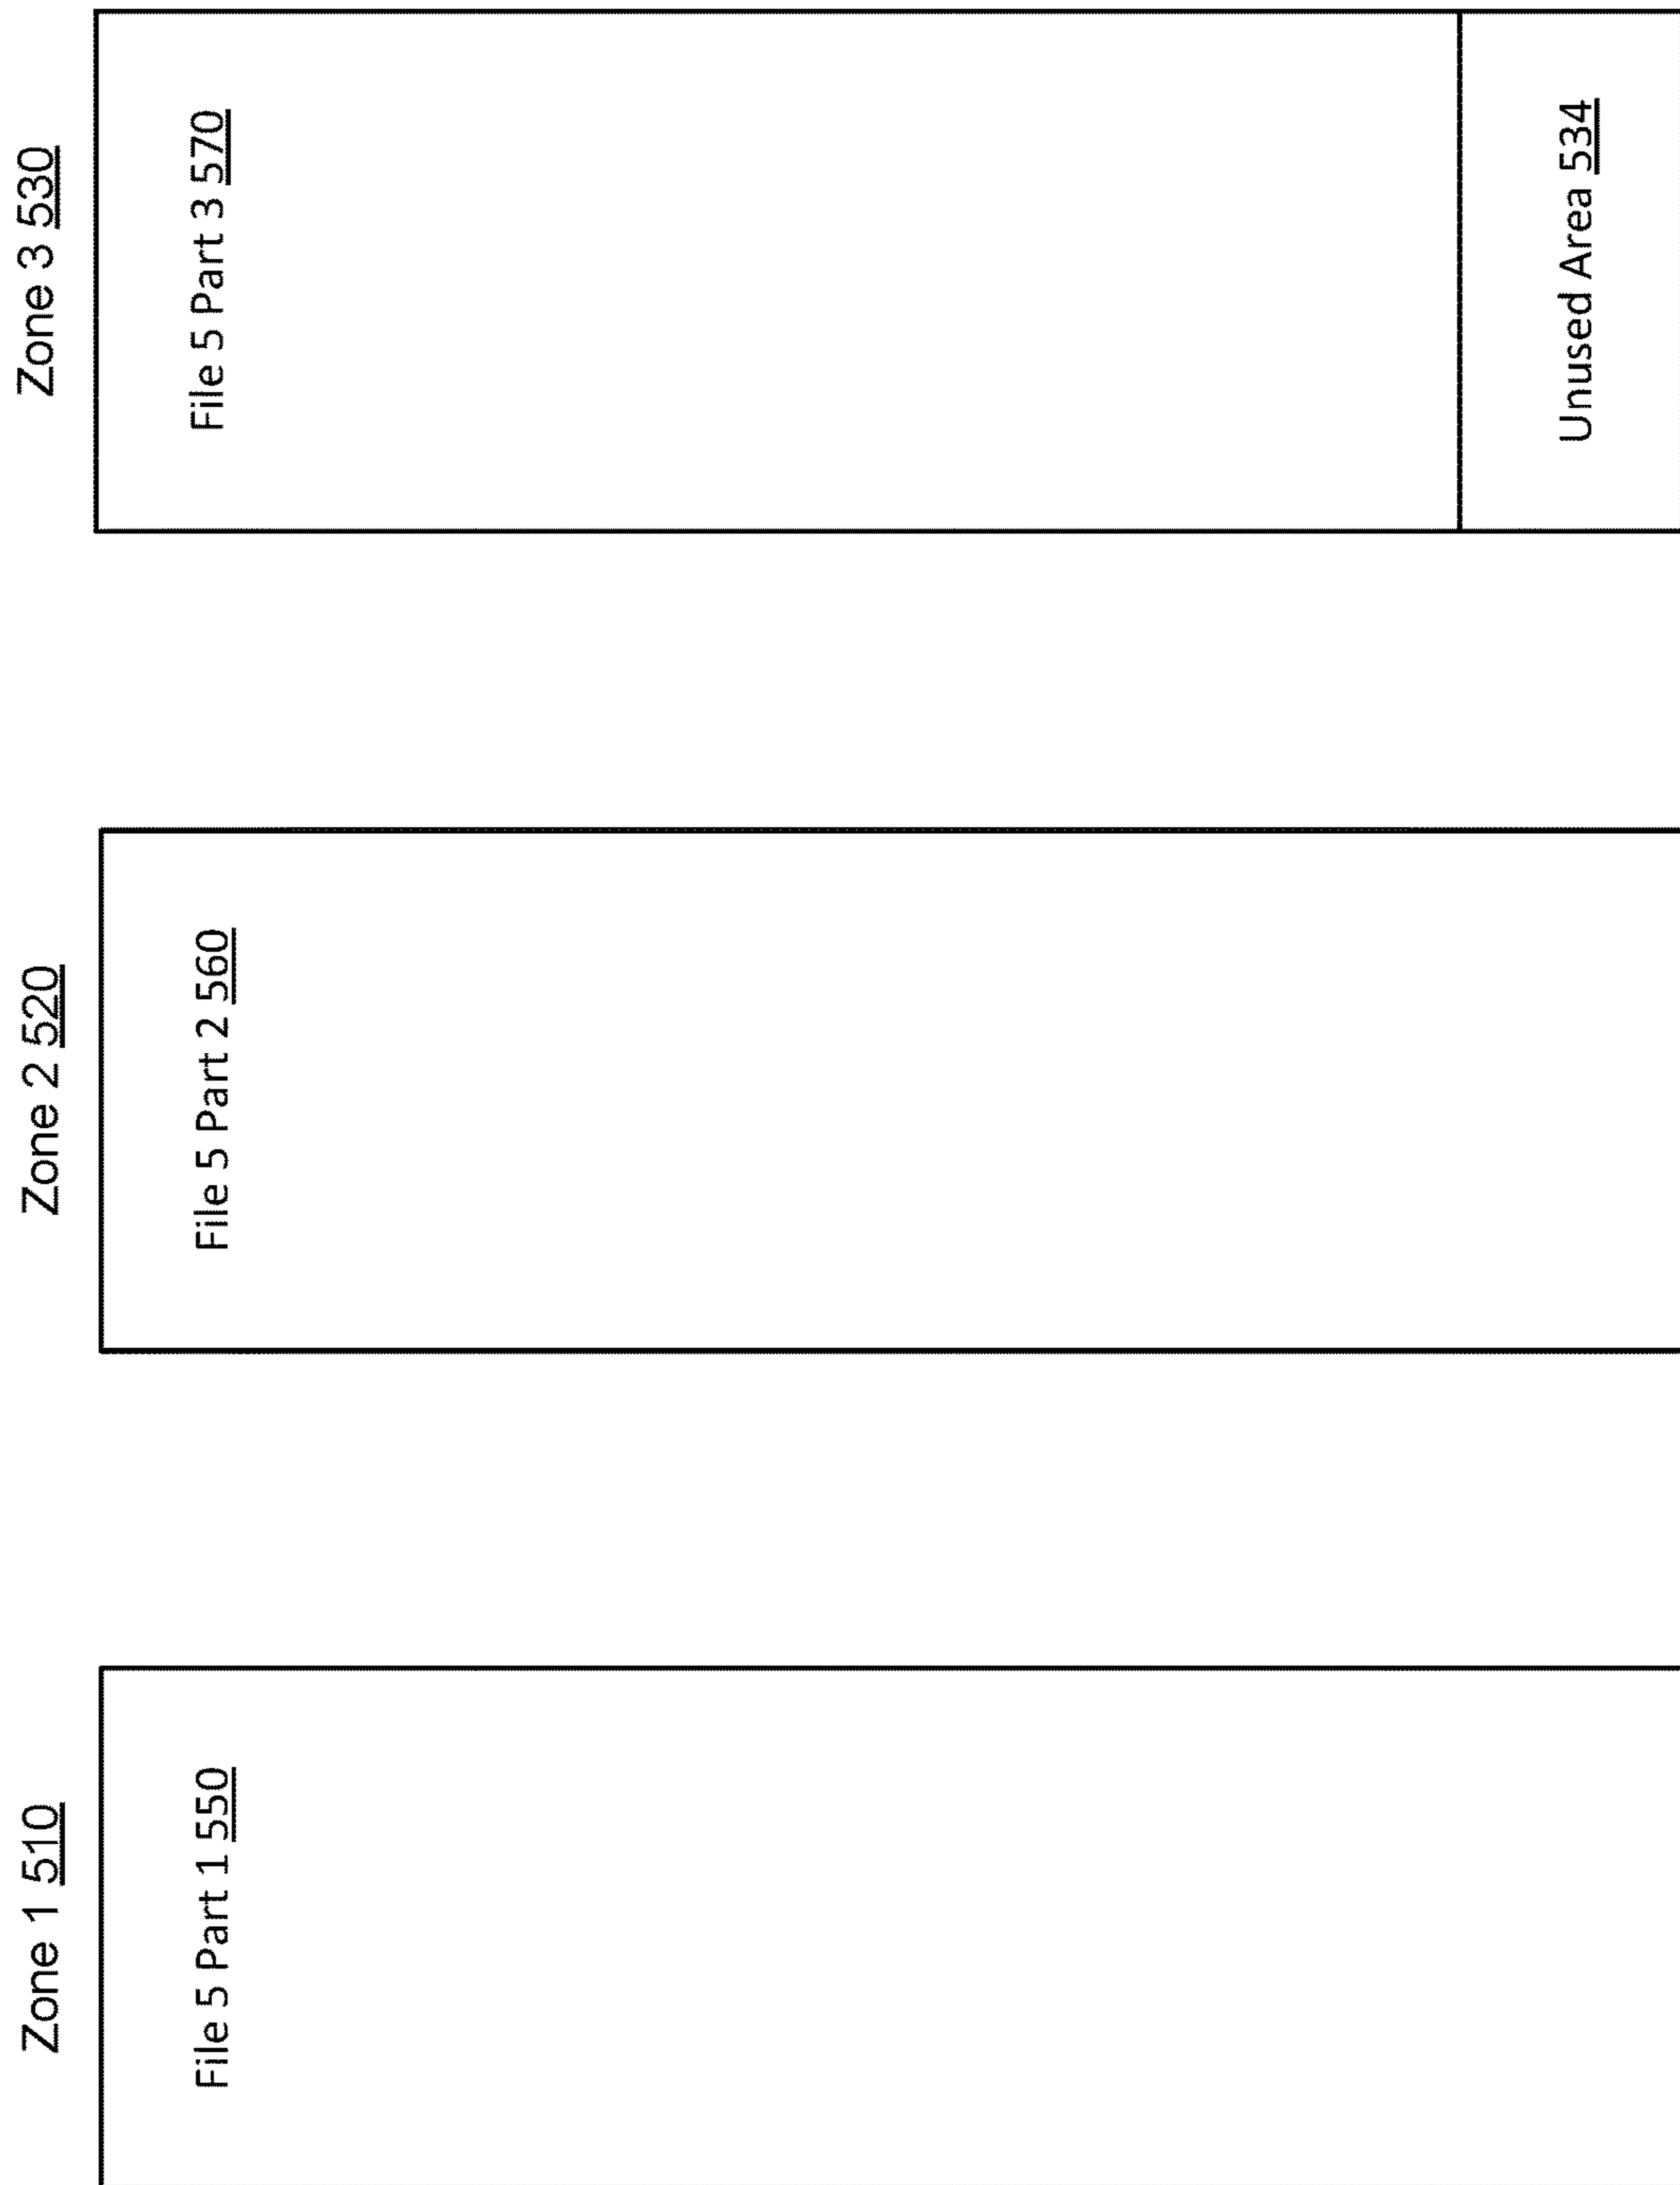 Zone 1 510
File 5 Part 1 550
Zone 2 520
File 5 Part 2 560
Zone 3 530
File 5 Part 3 570
Unused Area 534